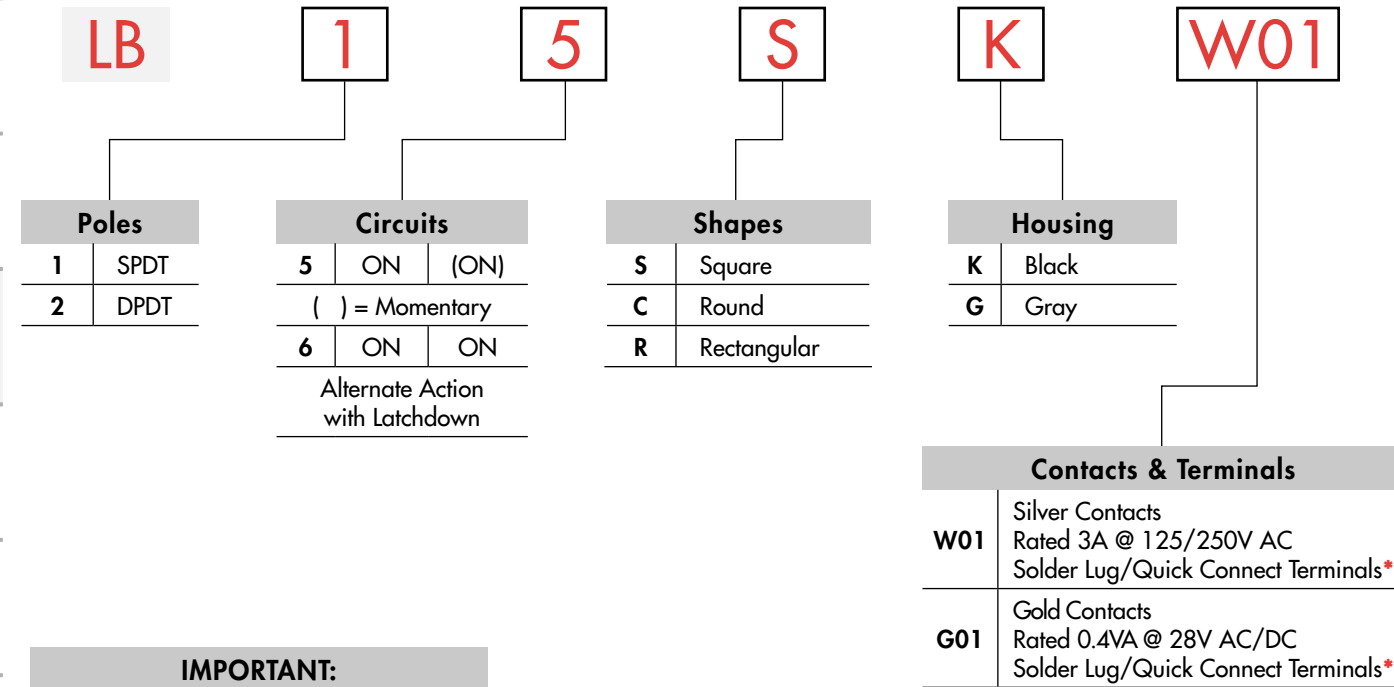 LB 1 5 S K W01
Poles
1 SPDT
2 DPDT
Circuits
5 ON (ON)
( ) = Momentary
6 ON ON
Alternate Action
with Latchdown
Shapes
S Square
C Round
R Rectangular
Housing
K Black
G Gray
Contacts & Terminals
W01 Silver Contacts
Rated 3A @ 125/250V AC
Solder Lug/Quick Connect Terminals*
G01 Gold Contacts
Rated 0.4VA @ 28V AC/DC
Solder Lug/Quick Connect Terminals*
IMPORTANT: